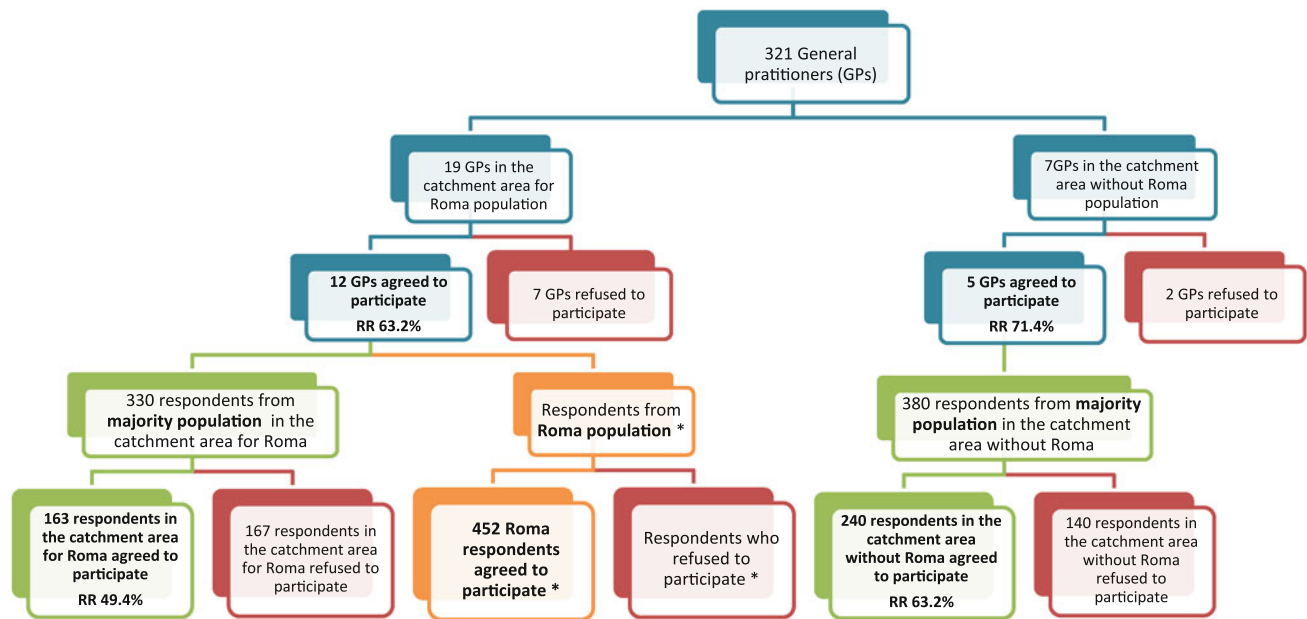 321 General
pratitioners (GPs)
19 GPs in the
catchment area for
Roma population
7GPs in the catchment
area without Roma
population
12 GPs agreed to
participate
RR 63.2%
7 GPs refused to
participate
5 GPs agreed to
participate
RR 71.4%
2 GPs refused to
participate
330 respondents from
majority population in the
catchment area for Roma
Respondents from
Roma population *
380 respondents from majority
population in the catchment
area without Roma
163 respondents in
the catchment area
for Roma agreed to
participate
RR 49.4%
167 respondents in
the catchment area
for Roma refused to
participate
452 Roma
respondents
agreed to
participate *
Respondents who
refused to
participate *
240 respondents in the
catchment area
without Roma agreed
to participate
RR 63.2%
140 respondents in
the catchment area
without Roma
refused to
participate